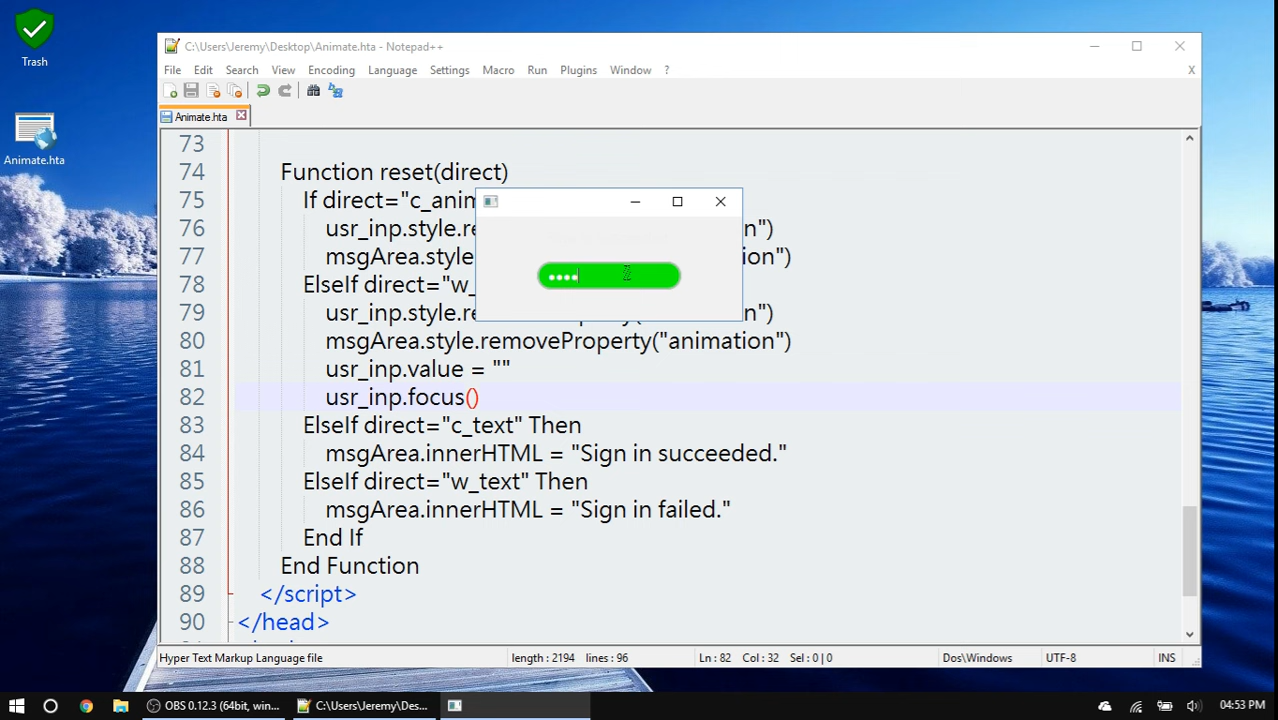 Trash
Animate.hta
C:\Users\Jeremy\Desktop\Animate.hta - Notepad++
File Edit Search View Encoding Language Settings Macro Run Plugins Window ? X
Animate.hta
73
74 Function reset(direct)
75 If direct="c_anim
76 usr_inp.style.re n")
77 msgArea.style ion")
78 ElseIf direct="w_
79 usr_inp.style.re n")
80 msgArea.style.removeProperty("animation")
81 usr_inp.value = ""
82 usr_inp.focus()
83 ElseIf direct="c_text" Then
84 msgArea.innerHTML = "Sign in succeeded."
85 ElseIf direct="w_text" Then
86 msgArea.innerHTML = "Sign in failed."
87 End If
88 End Function
89 </script>
90 </head>
Hyper Text Markup Language file length : 2194 lines : 96 Ln : 82 Col : 32 Sel : 0 | 0 Dos\Windows UTF-8 INS
OBS 0.12.3 (64bit, win... C:\Users\Jeremy\Des... 04:53 PM